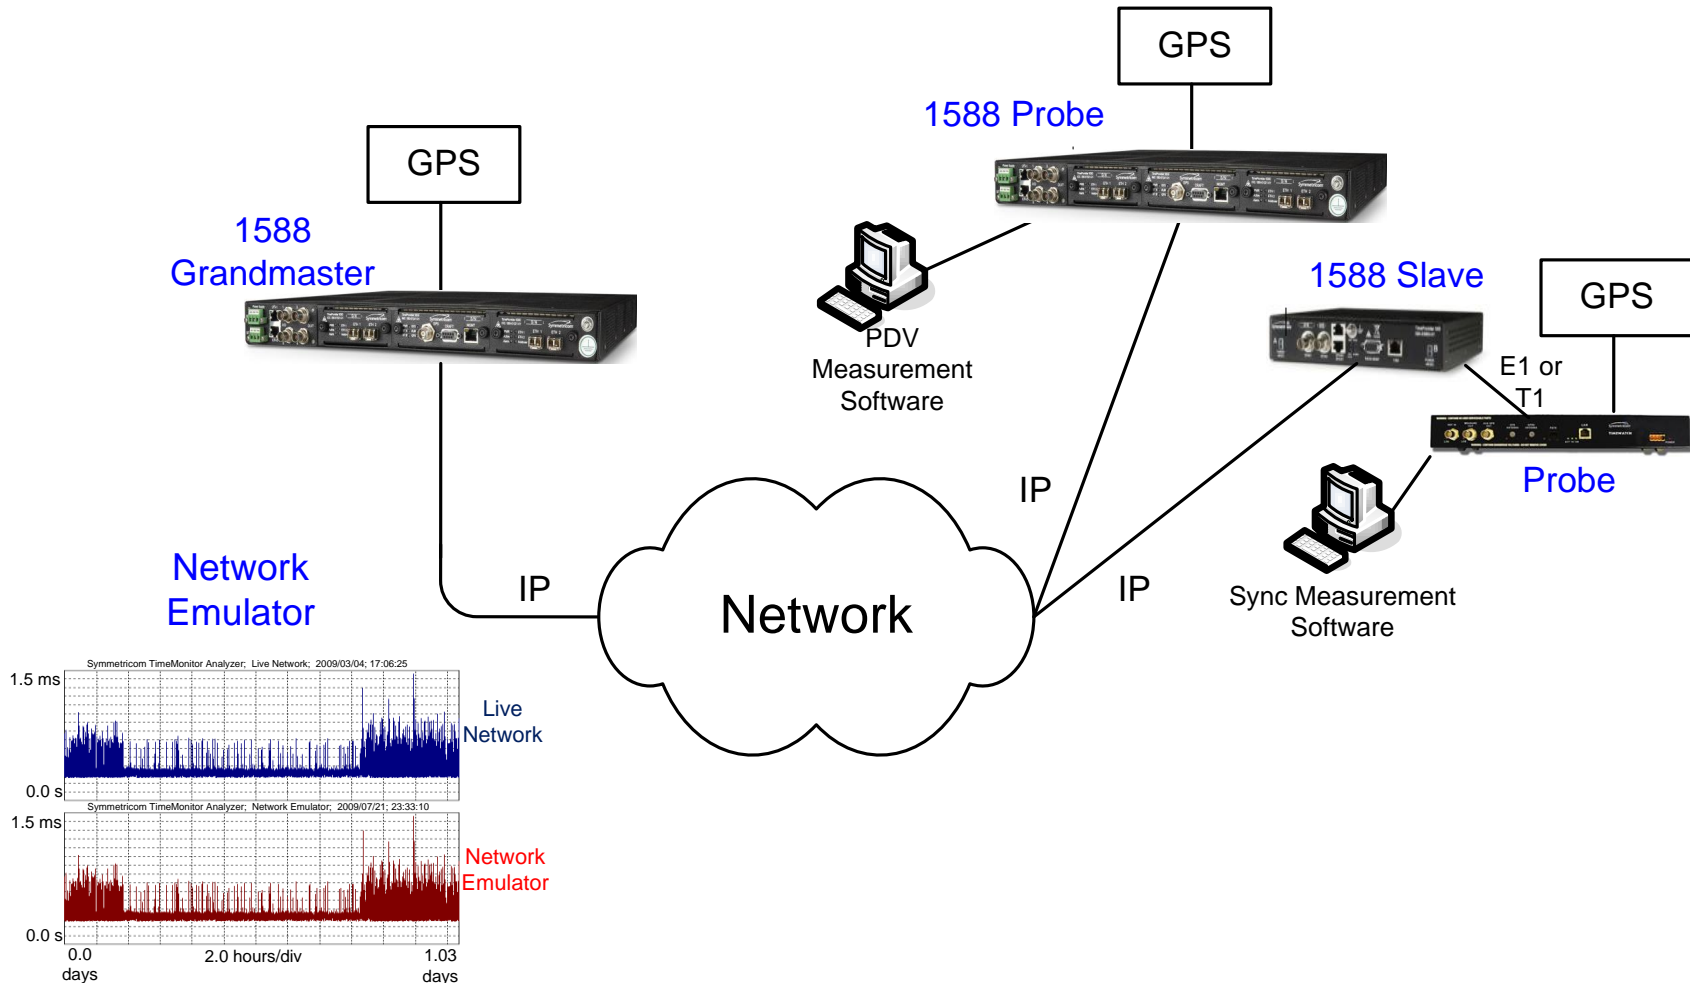 GPS
1588 Probe
GPS
1588
Grandmaster
PDV
Measurement
Software
1588 Slave
GPS
E1 or
T1
Probe
Sync Measurement
Software
IP
IP
IP
Network
Network
Emulator
Symmetricom TimeMonitor Analyzer; Live Network; 2009/03/04; 17:06:25
1.5 ms
0.0 s
Live
Network
Symmetricom TimeMonitor Analyzer; Network Emulator; 2009/07/21; 23:33:10
1.5 ms
0.0 s
Network
Emulator
0.0
days
2.0 hours/div
1.03
days